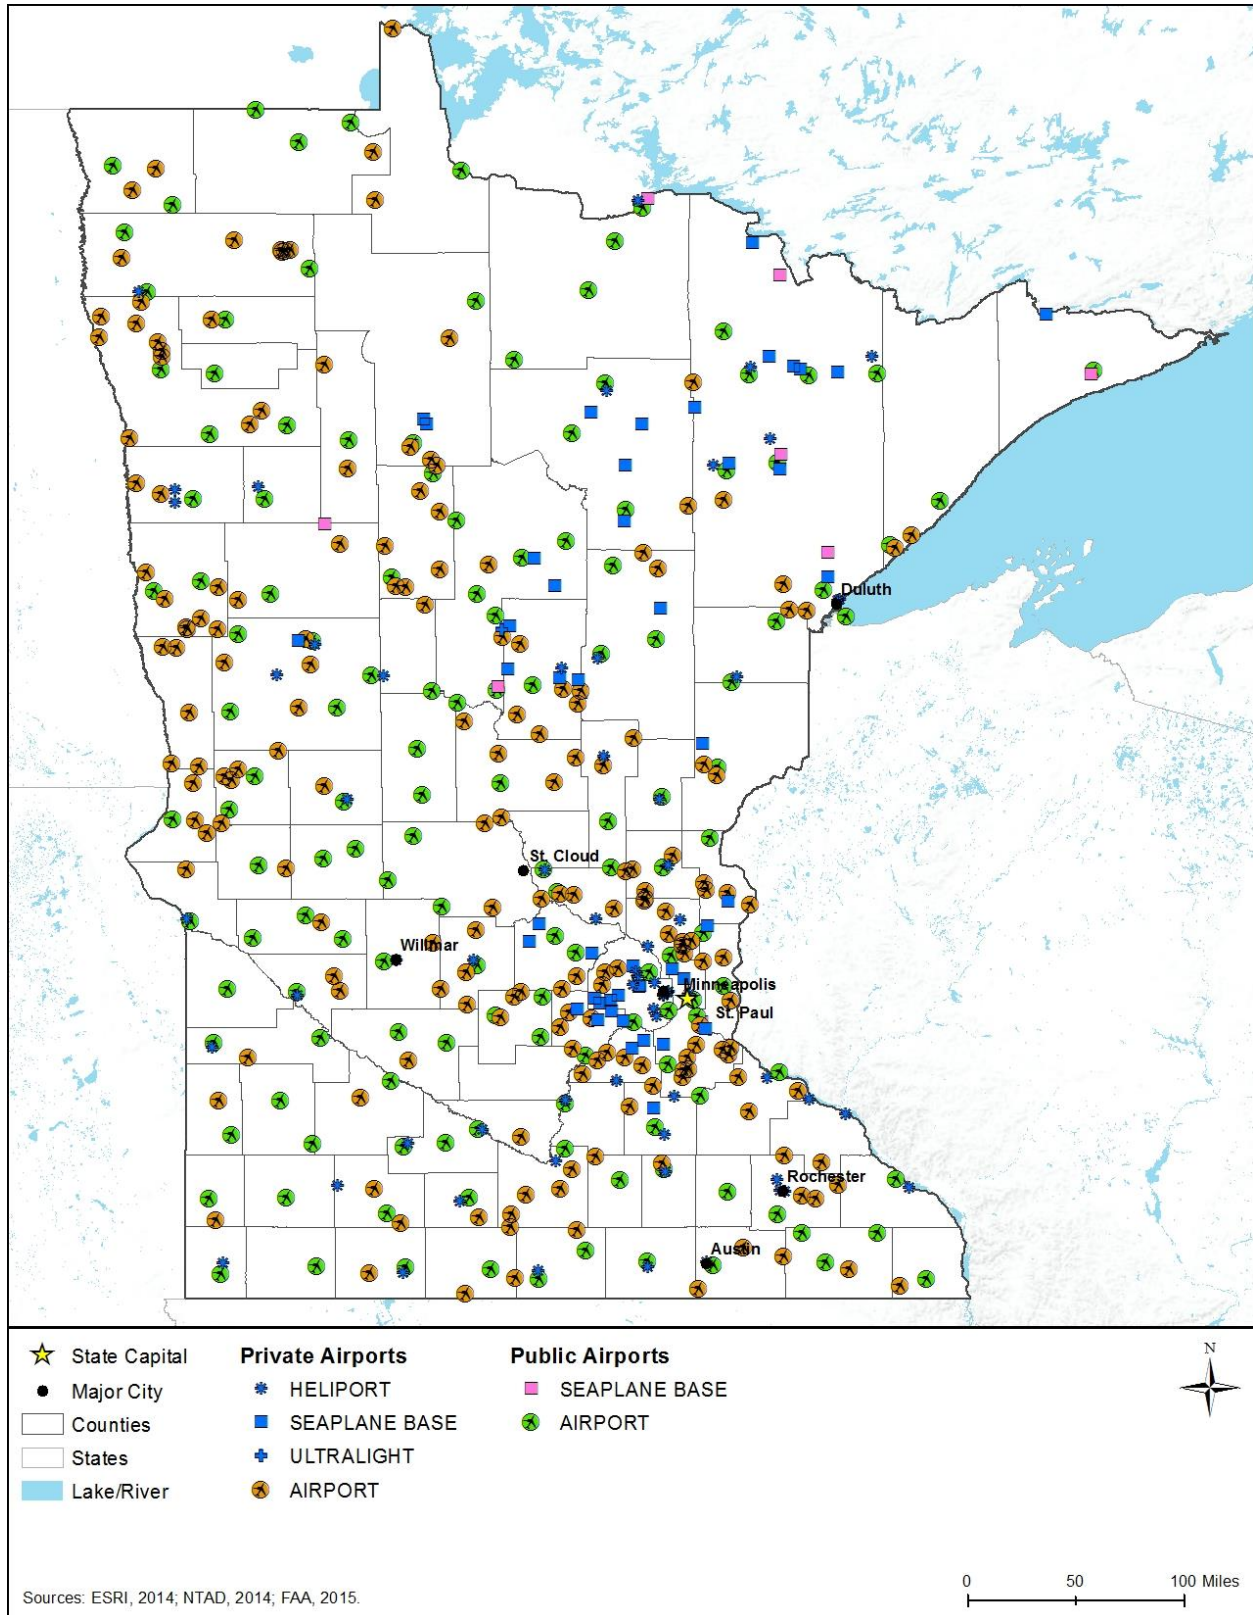 Duluth
St. Cloud
Willmar
Minneapolis
St. Paul
Rochester
Austin
State Capital
Major City
Counties
States
Lake/River
Private Airports
HELIPORT
SEAPLANE BASE
ULTRALIGHT
AIRPORT
Public Airports
SEAPLANE BASE
AIRPORT
N
Sources: ESRI, 2014; NTAD, 2014; FAA, 2015.
0 50 100 Miles